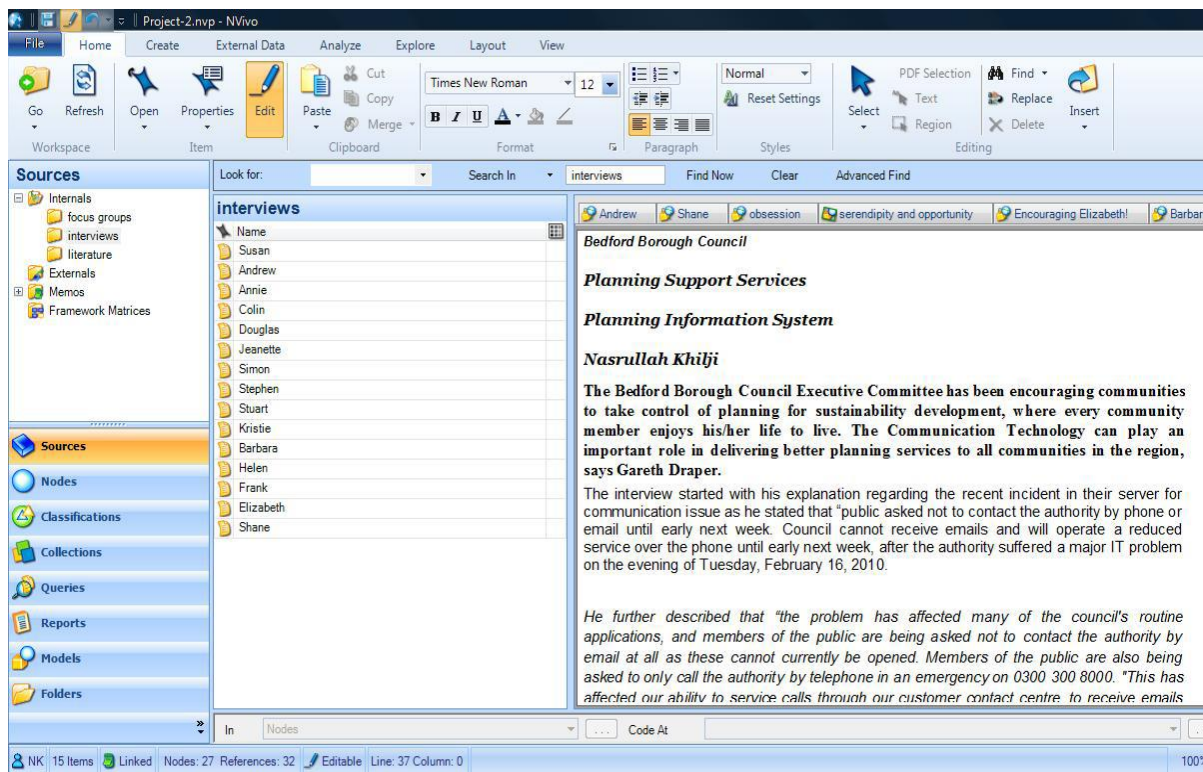 Project-2.nvp - NVivo
File Home Create External Data Analyze Explore Layout View
Go
Refresh
Open
Properties
Edit
Paste
Cut
Copy
Merge
Times New Roman 12
B I U A
Normal
Reset Settings
Select
PDF Selection
Text
Region
Find
Replace
Delete
Insert
Workspace Item Clipboard Format Paragraph Styles Editing
Sources
Look for: Search In interviews Find Now Clear Advanced Find
Internals
focus groups
interviews
literature
Externals
Memos
Framework Matrices
Sources
Nodes
Classifications
Collections
Queries
Reports
Models
Folders
interviews
Name
Susan
Andrew
Annie
Colin
Douglas
Jeanette
Simon
Stephen
Stuart
Kristie
Barbara
Helen
Frank
Elizabeth
Shane
Andrew Shane obsession serendipity and opportunity Encouraging Elizabeth! Barbar
Bedford Borough Council
Planning Support Services
Planning Information System
Nasrullah Khilji
The Bedford Borough Council Executive Committee has been encouraging communities
to take control of planning for sustainability development, where every community
member enjoys his/her life to live. The Communication Technology can play an
important role in delivering better planning services to all communities in the region,
says Gareth Draper.
The interview started with his explanation regarding the recent incident in their server for
communication issue as he stated that “public asked not to contact the authority by phone or
email until early next week. Council cannot receive emails and will operate a reduced
service over the phone until early next week, after the authority suffered a major IT problem
on the evening of Tuesday, February 16, 2010.
He further described that “the problem has affected many of the council's routine
applications, and members of the public are being asked not to contact the authority by
email at all as these cannot currently be opened. Members of the public are also being
asked to only call the authority by telephone in an emergency on 0300 300 8000. "This has
affected our ability to service calls through our customer contact centre, to receive emails
In Nodes ... Code At
NK 15 Items Linked Nodes: 27 References: 32 Editable Line: 37 Column: 0 100%